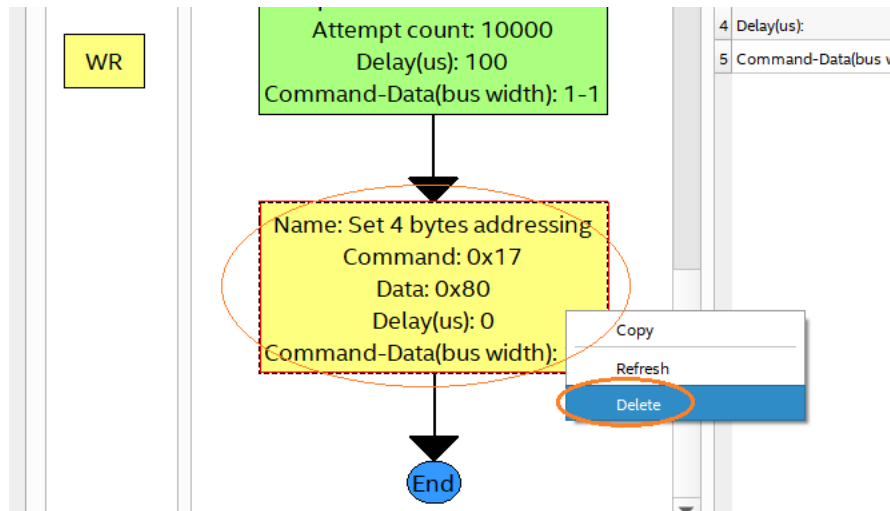 Attempt count: 10000
Delay(us): 100
Command-Data(bus width): 1-1
WR
4 Delay(us):
5 Command-Data(bus
Name: Set 4 bytes addressing
Command: 0x17
Data: 0x80
Delay(us): 0
Command-Data(bus width):
Copy
Refresh
Delete
End